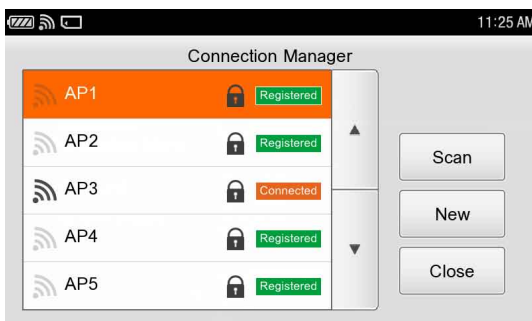 11:25 AM
Connection Manager
AP1 Registered
AP2 Registered
AP3 Connected
AP4 Registered
AP5 Registered
Scan
New
Close